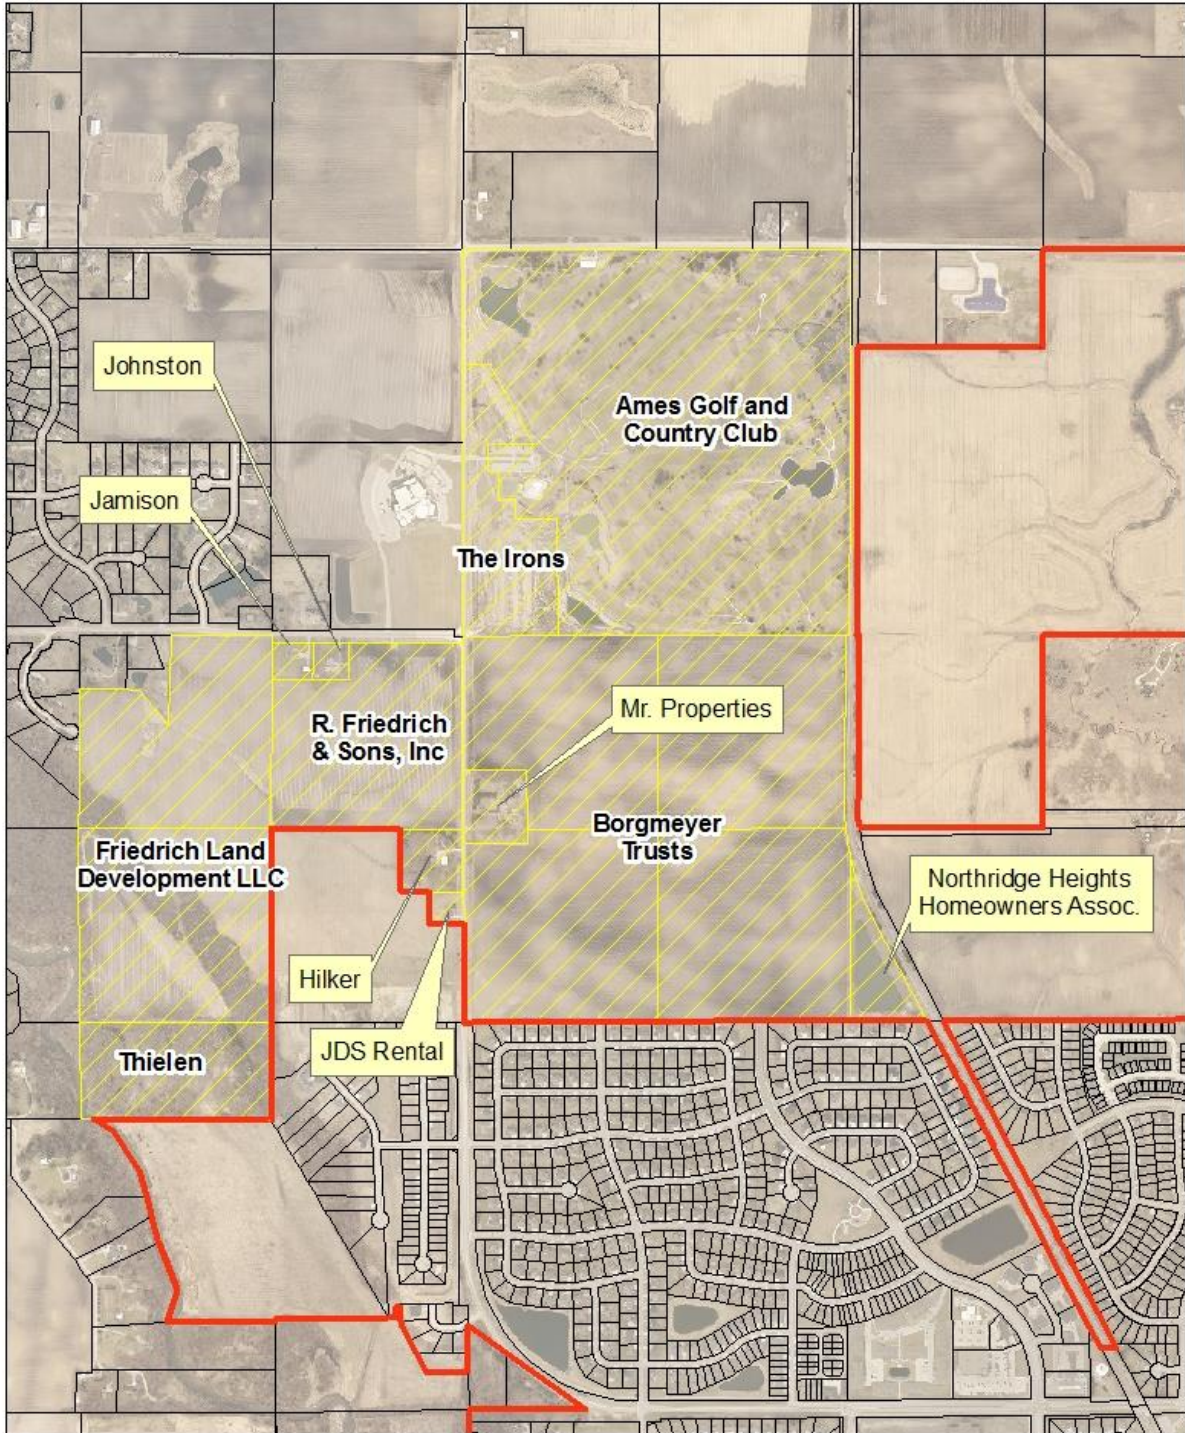 Johnston
Ames Golf and
Country Club
Jamison
The Irons
Mr. Properties
R. Friedrich
& Sons, Inc
Borgmeyer
Trusts
Friedrich Land
Development LLC
Northridge Heights
Homeowners Assoc.
Hilker
JDS Rental
Thielen